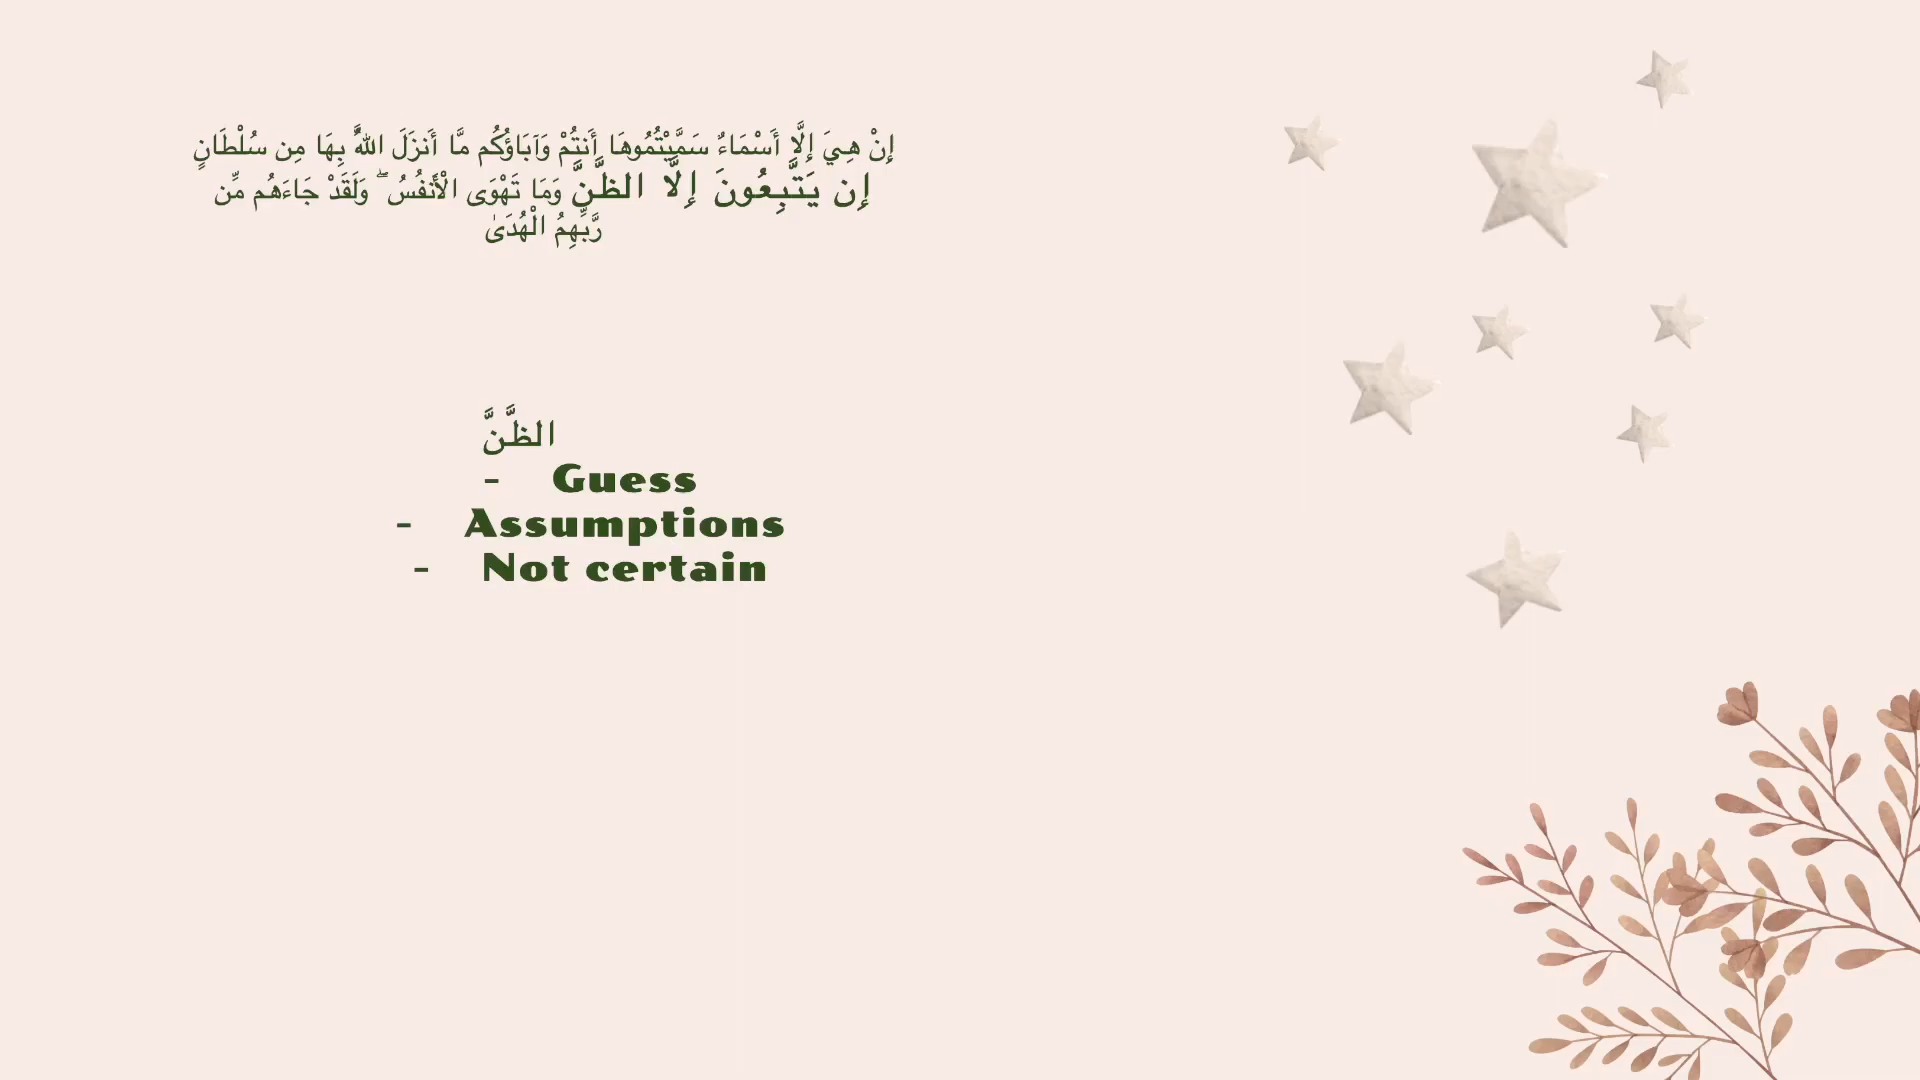 إِنْ هِيَ إِلَّا أَسْمَاءٌ سَمَّيْتُمُوهَا أَنتُمْ وَآبَاؤُكُم مَّا أَنزَلَ اللَّهُ بِهَا مِن سُلْطَانٍ
إِن يَتَّبِعُونَ إِلَّا الظَّنَّ وَمَا تَهْوَى الْأَنفُسُ ۖ وَلَقَدْ جَاءَهُم مِّن
رَّبِّهِمُ الْهُدَىٰ
الظَّنَّ
- Guess
- Assumptions
- Not certain